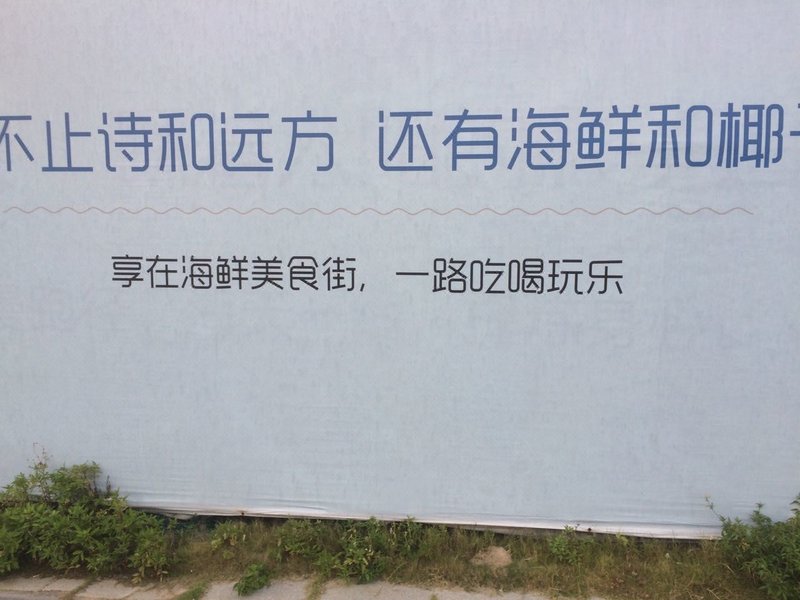 不止诗和远方 还有海鲜和椰
享在海鲜美食街，一路吃喝玩乐